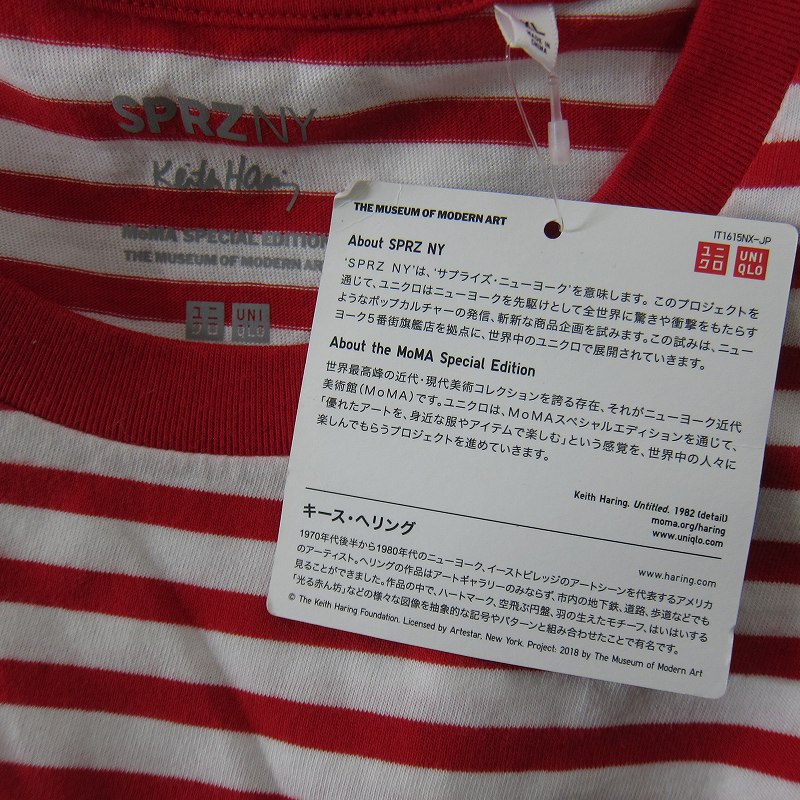 XL
MADE IN
CHINA
SPRZ NY
Keith Haring
MoMA SPECIAL EDITION
THE MUSEUM OF MODERN AR
ユニ
クロ
UNI
QLO
THE MUSEUM OF MODERN ART
IT1615NX-JP
ユニ
クロ
UNI
QLO
About SPRZ NY
'SPRZ NY'は、'サプライズ・ニューヨーク'を意味します。このプロジェクトを
通じて、ユニクロはニューヨークを先駆けとして全世界に驚きや衝撃をもたらす
ようなポップカルチャーの発信、斬新な商品企画を試みます。この試みは、ニュー
ヨーク5番街旗艦店を拠点に、世界中のユニクロで展開されていきます。
About the MoMA Special Edition
世界最高峰の近代・現代美術コレクションを誇る存在、それがニューヨーク近代
美術館(MoMA)です。ユニクロは、MoMAスペシャルエディションを通じて、
「優れたアートを、身近な服やアイテムで楽しむ」という感覚を、世界中の人々に
楽しんでもらうプロジェクトを進めていきます。
Keith Haring. Untitled. 1982 (detail)
moma.org/haring
www.uniqlo.com
キース・ヘリング
www.haring.com
1970年代後半から1980年代のニューヨーク、イーストビレッジのアートシーンを代表するアメリカ
のアーティスト。ヘリングの作品はアートギャラリーのみならず、市内の地下鉄、道路、歩道などでも
見ることができました。作品の中で、ハートマーク、空飛ぶ円盤、羽の生えたモチーフ、はいはいする
「光る赤ん坊」などの様々な図像を抽象的な記号やパターンと組み合わせたことで有名です。
© The Keith Haring Foundation. Licensed by Artestar. New York. Project: 2018 by The Museum of Modern Art